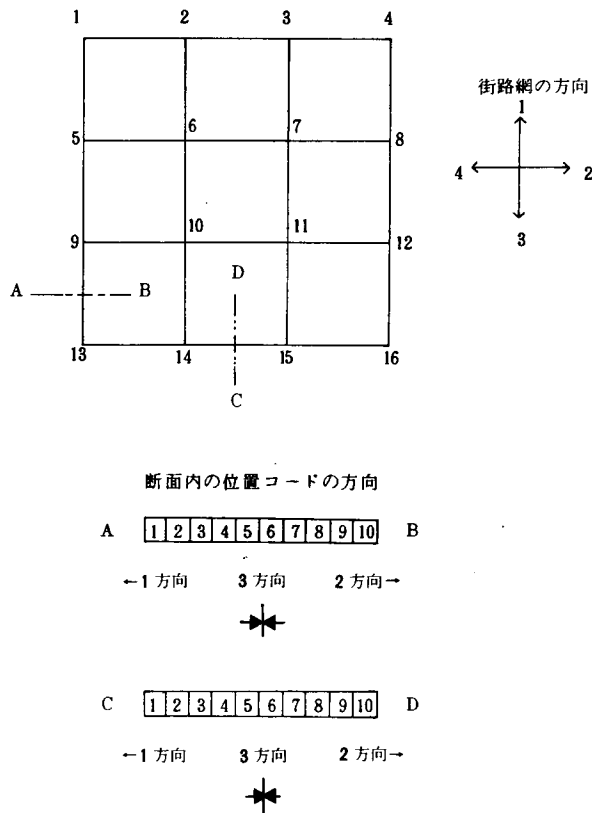 1 2 3 4
街路網の方向
1
6 7
5 8
4 2
10 11
3
9 12
D
A B
13 14 15 16
C
断面内の位置コードの方向
A 1 2 3 4 5 6 7 8 9 10 B
←1方向 3方向 2方向→
C 1 2 3 4 5 6 7 8 9 10 D
←1方向 3方向 2方向→